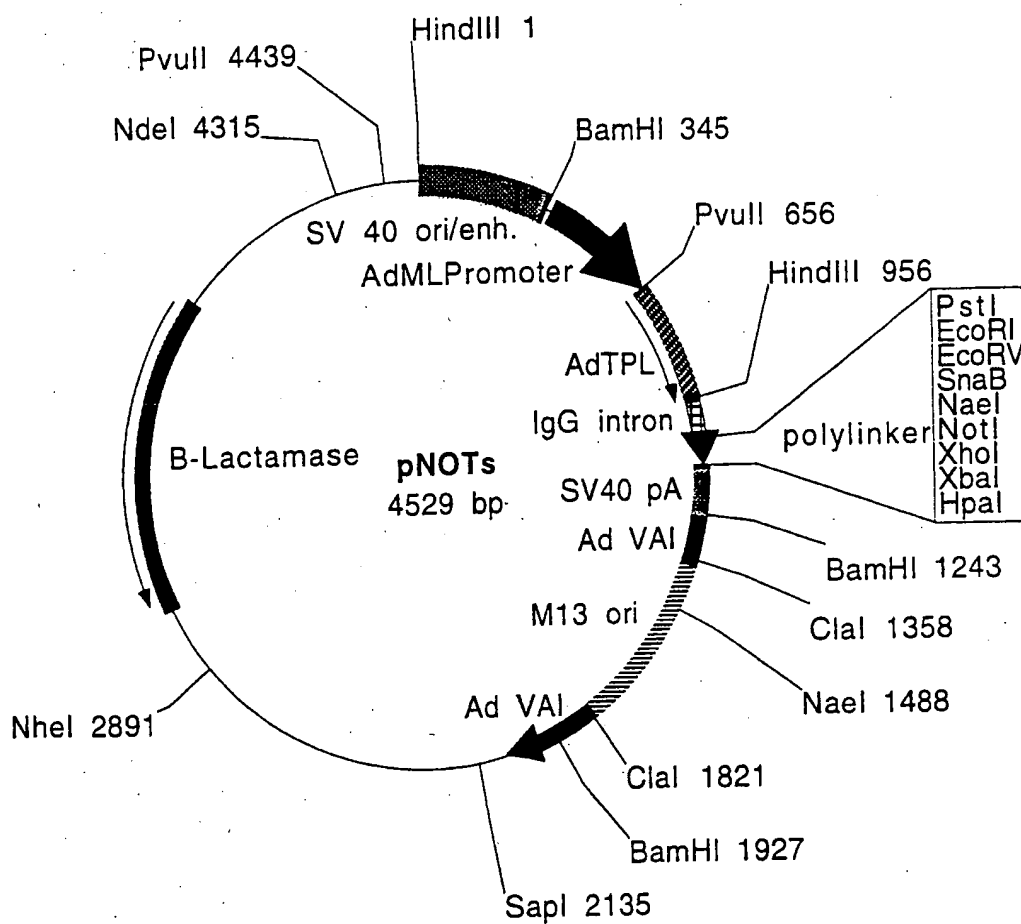 HindIII 1
PvuII 4439
NdeI 4315
BamHI 345
SV 40 ori/enh.
PvuII 656
AdMLPromoter
HindIII 956
PstI
EcoRI
EcoRV
SnaB
NaeI
NotI
XhoI
XbaI
HpaI
AdTPL
IgG intron
polylinker
B-Lactamase
pNOTs
4529 bp
SV40 pA
Ad VAI
BamHI 1243
M13 ori
ClaI 1358
NaeI 1488
Ad VAI
NheI 2891
ClaI 1821
BamHI 1927
SapI 2135